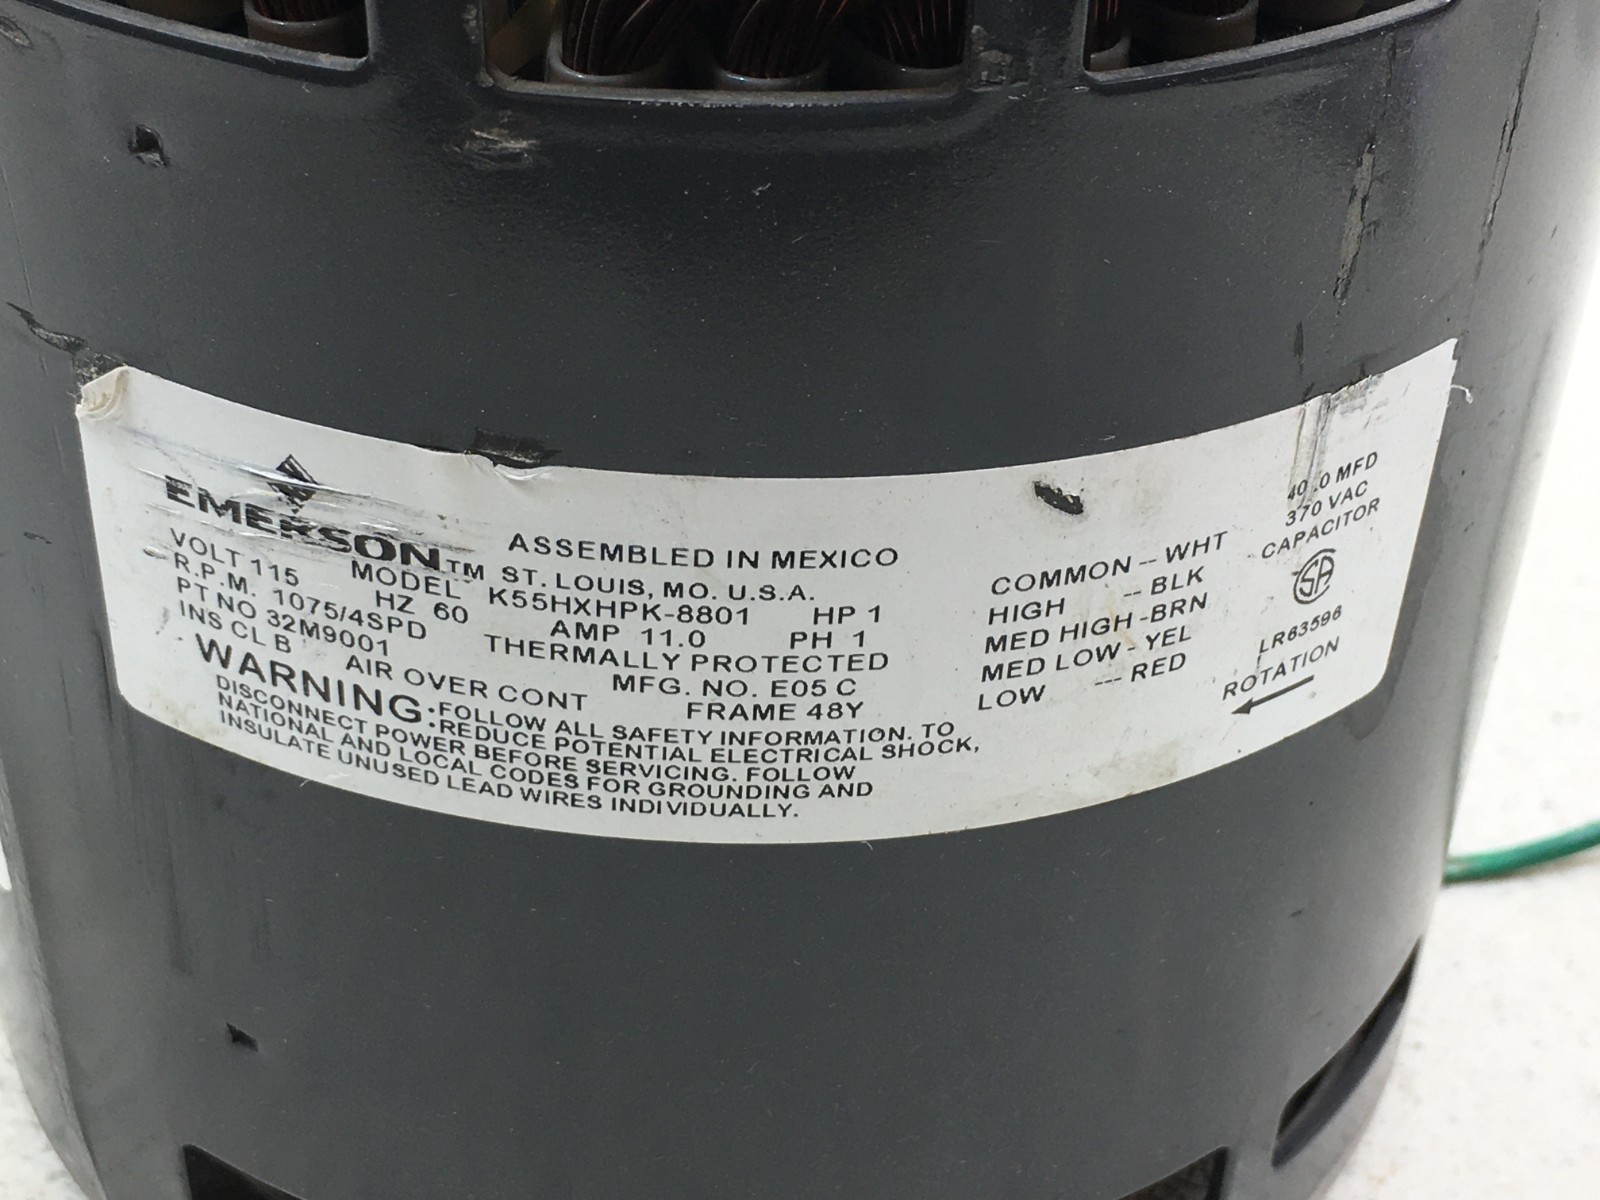 EMERSON™
ASSEMBLED IN MEXICO
ST. LOUIS, MO. U.S.A.
VOLT 115 MODEL K55HXHPK-8801 HP 1
R.P.M. 1075/4SPD HZ 60 AMP 11.0 PH 1
PT NO 32M9001 THERMALLY PROTECTED
INS CL B AIR OVER CONT MFG. NO. E05 C
FRAME 48Y
WARNING: FOLLOW ALL SAFETY INFORMATION. TO
REDUCE POTENTIAL ELECTRICAL SHOCK,
DISCONNECT POWER BEFORE SERVICING. FOLLOW
NATIONAL AND LOCAL CODES FOR GROUNDING AND
INSULATE UNUSED LEAD WIRES INDIVIDUALLY.
COMMON -- WHT
HIGH -- BLK
MED HIGH - BRN
MED LOW - YEL
LOW --- RED
40.0 MFD
370 VAC
CAPACITOR
SA
LR63596
ROTATION